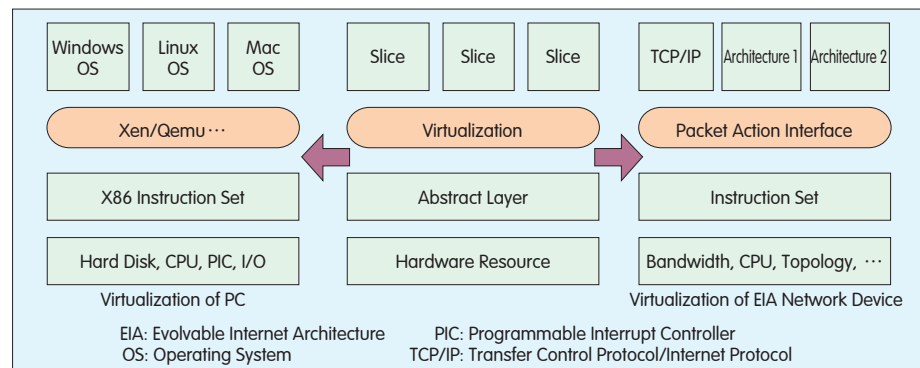 Windows OS
Linux OS
Mac OS
Slice
Slice
Slice
TCP/IP
Architecture 1
Architecture 2
Xen/Qemu…
Virtualization
Packet Action Interface
X86 Instruction Set
Abstract Layer
Instruction Set
Hard Disk, CPU, PIC, I/O
Hardware Resource
Bandwidth, CPU, Topology, …
Virtualization of PC
Virtualization of EIA Network Device
EIA: Evolvable Internet Architecture
PIC: Programmable Interrupt Controller
OS: Operating System
TCP/IP: Transfer Control Protocol/Internet Protocol